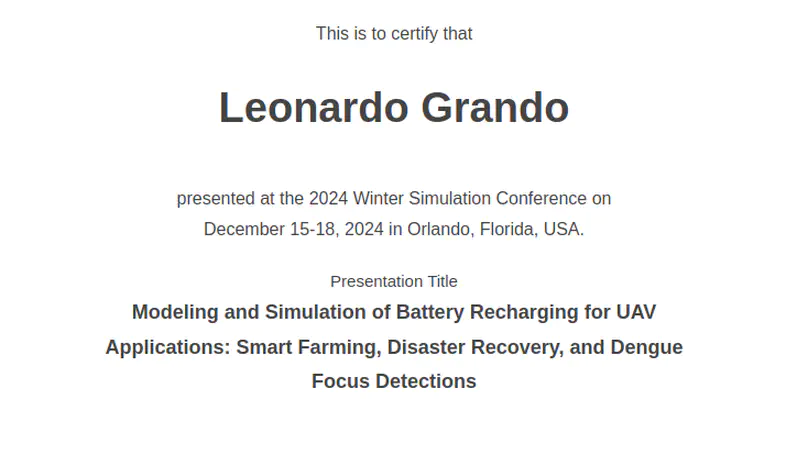 This is to certify that
Leonardo Grando
presented at the 2024 Winter Simulation Conference on
December 15-18, 2024 in Orlando, Florida, USA.
Presentation Title
Modeling and Simulation of Battery Recharging for UAV
Applications: Smart Farming, Disaster Recovery, and Dengue
Focus Detections